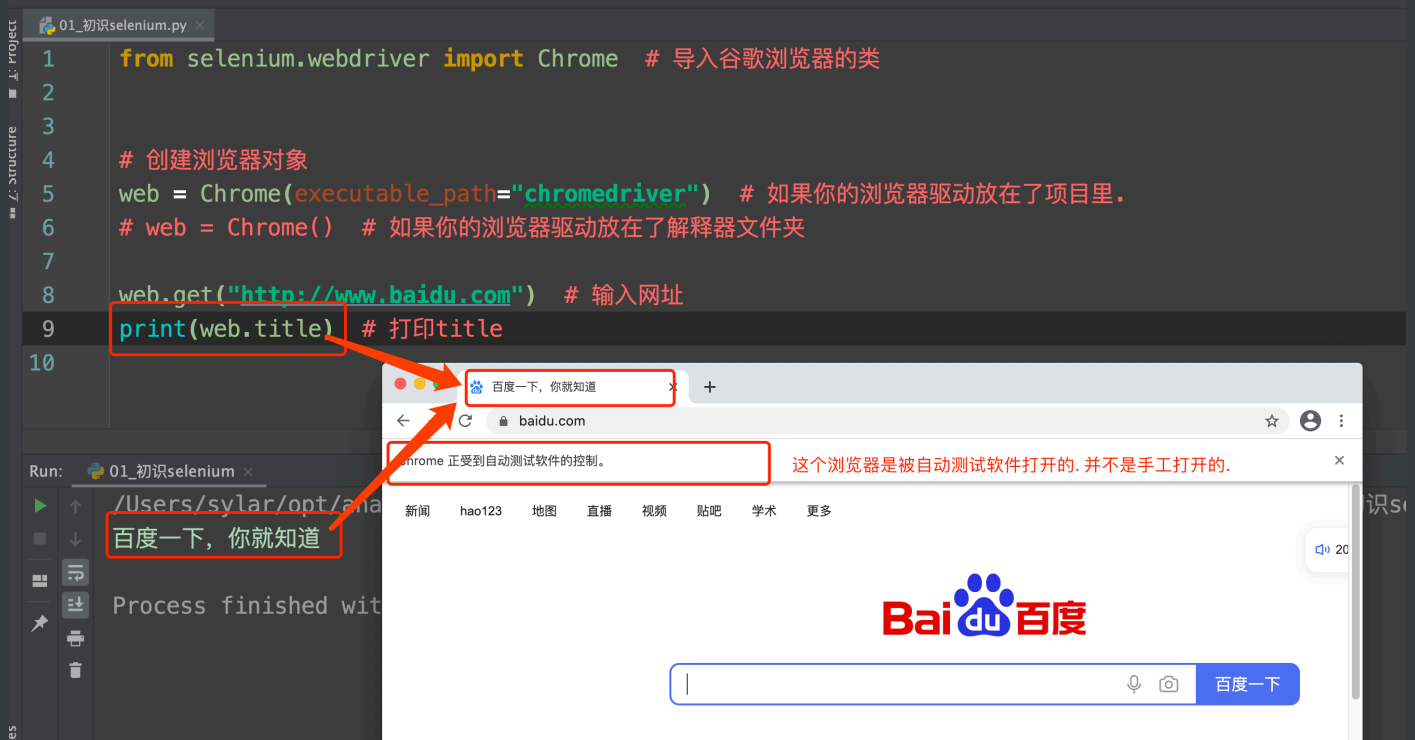 1: Project
7: Structure
01_初识selenium.py
1 from selenium.webdriver import Chrome # 导入谷歌浏览器的类
2
3
4 # 创建浏览器对象
5 web = Chrome(executable_path="chromedriver") # 如果你的浏览器驱动放在了项目里.
6 # web = Chrome() # 如果你的浏览器驱动放在了解释器文件夹
7
8 web.get("http://www.baidu.com") # 输入网址
9 print(web.title) # 打印title
10
百度一下，你就知道
baidu.com
Chrome 正受到自动测试软件的控制。
这个浏览器是被自动测试软件打开的. 并不是手工打开的.
新闻 hao123 地图 直播 视频 贴吧 学术 更多
20
Bai du 百度
百度一下
Run: 01_初识selenium
/Users/sylar/opt/ana
百度一下，你就知道
Process finished wit